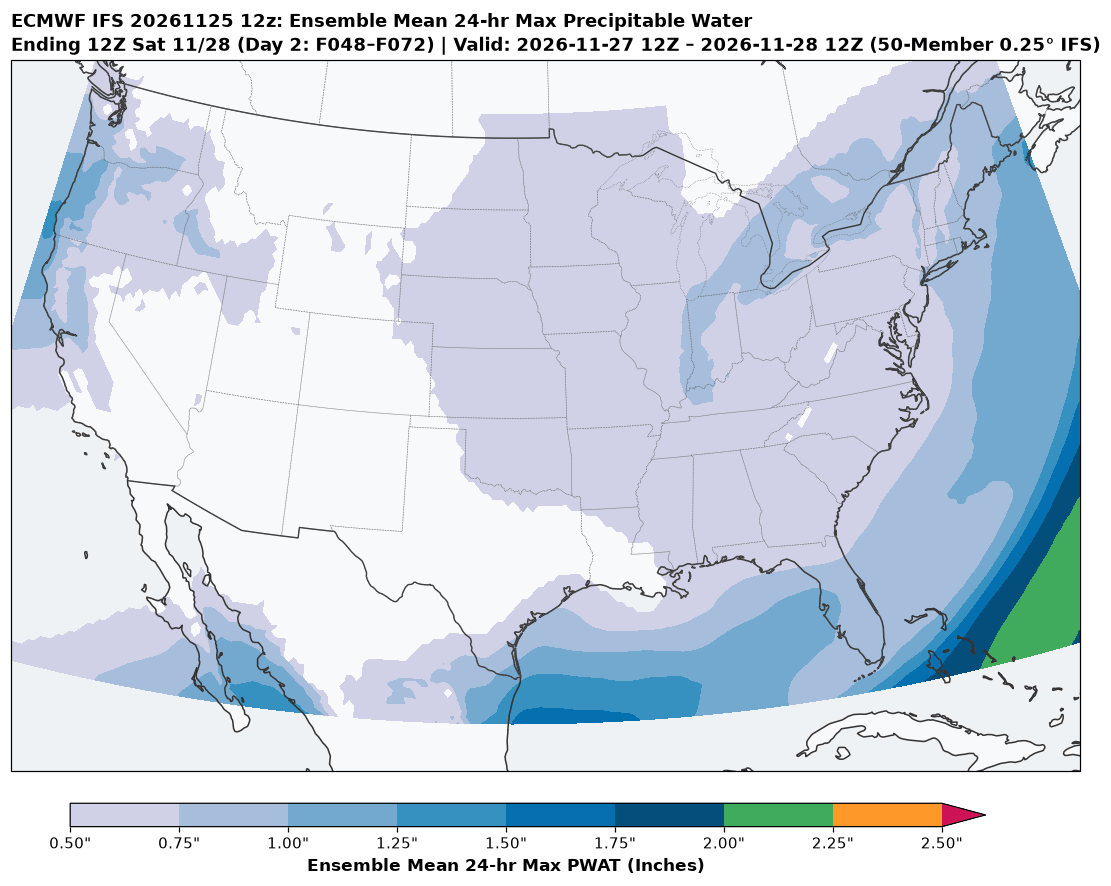 ECMWF IFS 20261125 12z: Ensemble Mean 24-hr Max Precipitable Water
Ending 12Z Sat 11/28 (Day 2: F048–F072) | Valid: 2026-11-27 12Z – 2026-11-28 12Z (50-Member 0.25° IFS)
0.50" 0.75" 1.00" 1.25" 1.50" 1.75" 2.00" 2.25" 2.50"
Ensemble Mean 24-hr Max PWAT (Inches)